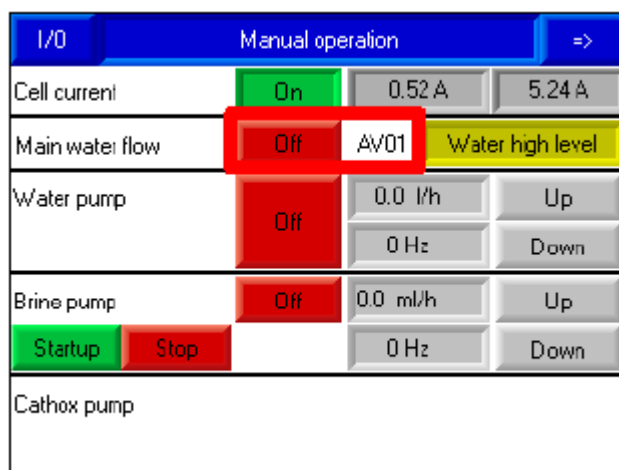 I/O Manual operation =>
Cell current On 0.52 A 5.24 A
Main water flow Off AV01 Water high level
Water pump Off 0.0 l/h Up
0 Hz Down
Brine pump Off 0.0 ml/h Up
Startup Stop 0 Hz Down
Cathox pump